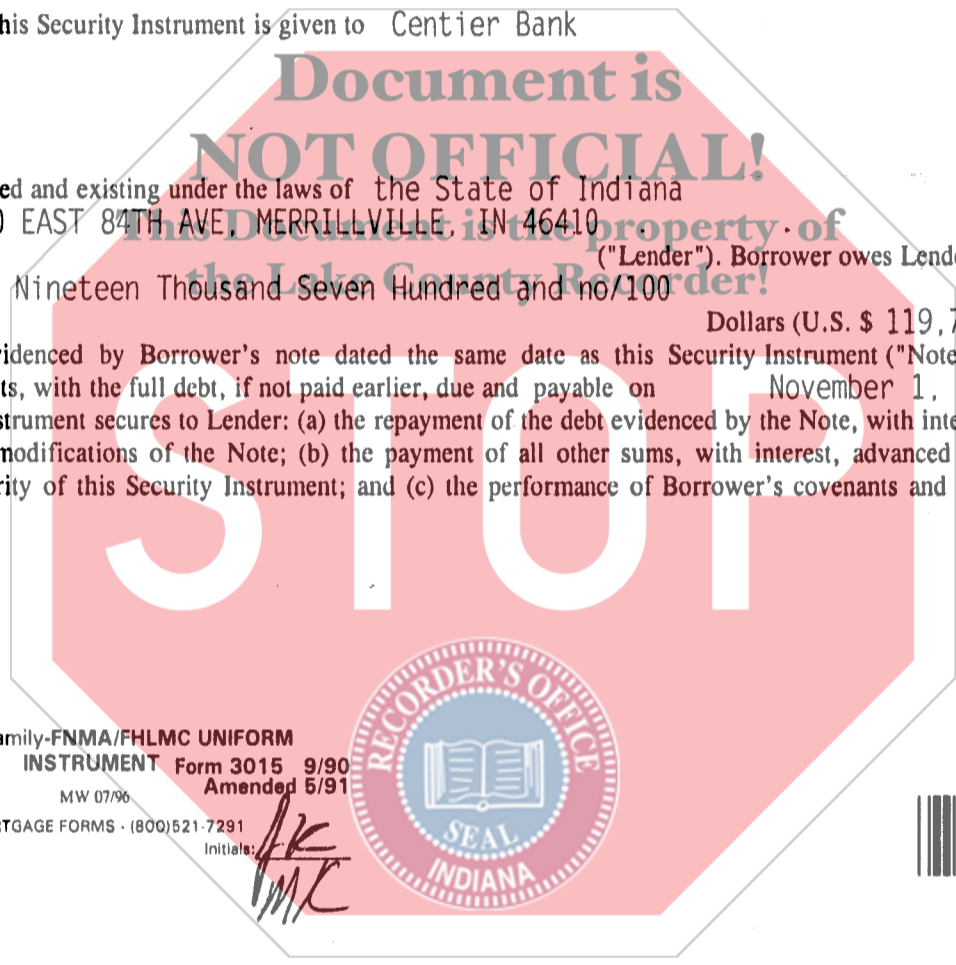 his Security Instrument is given to Centier Bank
Document is
NOT OFFICIAL!
ed and existing under the laws of the State of Indiana
EAST 84TH AVE, MERRILLVILLE, IN 46410
This Document is the property of
("Lender"). Borrower owes Lende
the Lake County Recorder!
Nineteen Thousand Seven Hundred and no/100
Dollars (U.S. $ 119,7
idenced by Borrower's note dated the same date as this Security Instrument ("Note
ts, with the full debt, if not paid earlier, due and payable on November 1,
strument secures to Lender: (a) the repayment of the debt evidenced by the Note, with inte
modifications of the Note; (b) the payment of all other sums, with interest, advanced
rity of this Security Instrument; and (c) the performance of Borrower's covenants and
STOP
RECORDER'S OFFICE
SEAL
INDIANA
amily-FNMA/FHLMC UNIFORM
INSTRUMENT Form 3015 9/90
Amended 5/91
MW 07/96
TGAGE FORMS - (800)521-7291
Initials:
MK